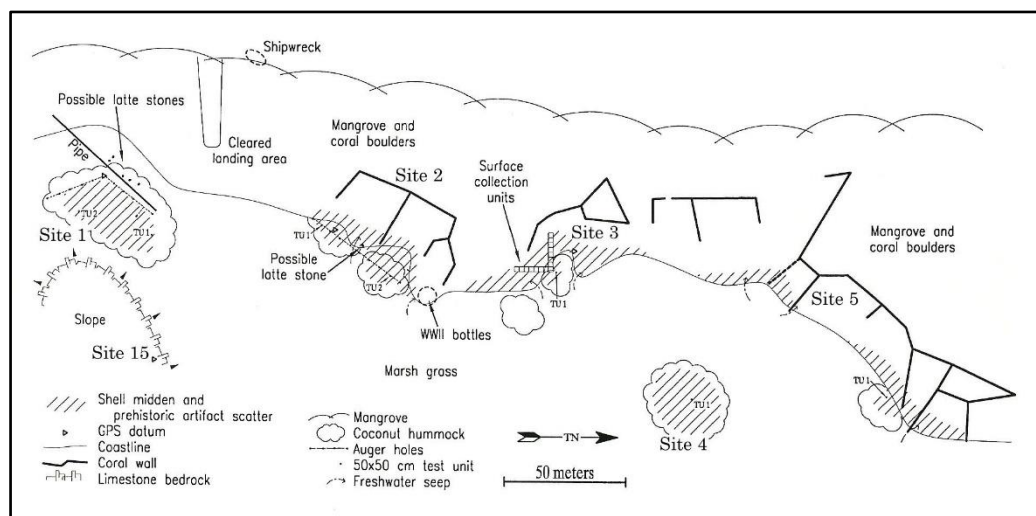 Shipwreck
Possible latte stones
Pipe
Cleared
landing area
Mangrove and
coral boulders
Site 2
Surface
collection
units
Site 3
Mangrove and
coral boulders
TU2
TU1
Site 1
TU1
Possible
latte stone
TU2
TU1
Site 5
WWII bottles
Slope
Site 15
Marsh grass
TU1
TU1
Site 4
Shell midden and
prehistoric artifact scatter
GPS datum
Coastline
Coral wall
Limestone bedrock
Mangrove
Coconut hummock
Auger holes
50x50 cm test unit
Freshwater seep
TN
50 meters